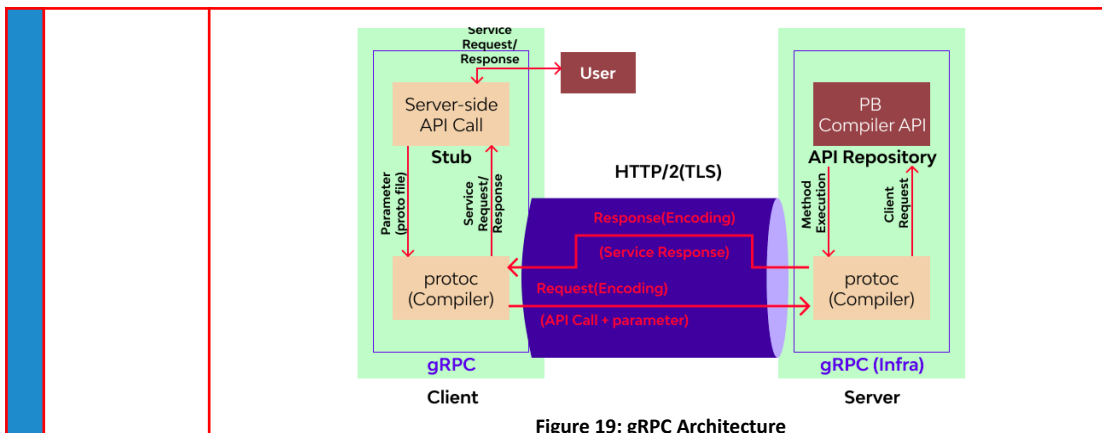 Service
Request/
Response
User
Server-side
API Call
Stub
Parameter
(proto file)
Service
Request/
Response
protoc
(Compiler)
gRPC
Client
HTTP/2(TLS)
Response(Encoding)
(Service Response)
Request(Encoding)
(API Call + parameter)
PB
Compiler API
API Repository
Method
Execution
Client
Request
protoc
(Compiler)
gRPC (Infra)
Server
Figure 19: gRPC Architecture